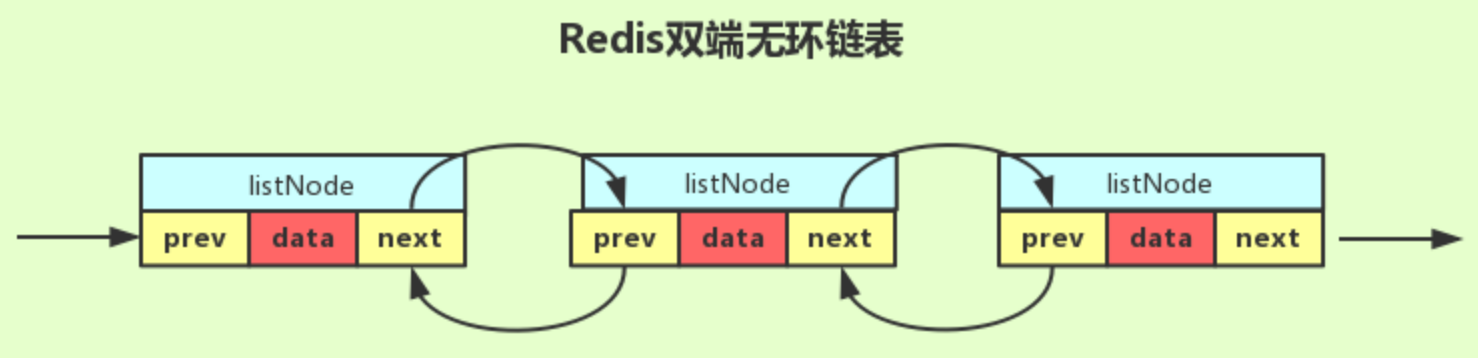 Redis双端无环链表
listNode listNode listNode
prev data next prev data next prev data next